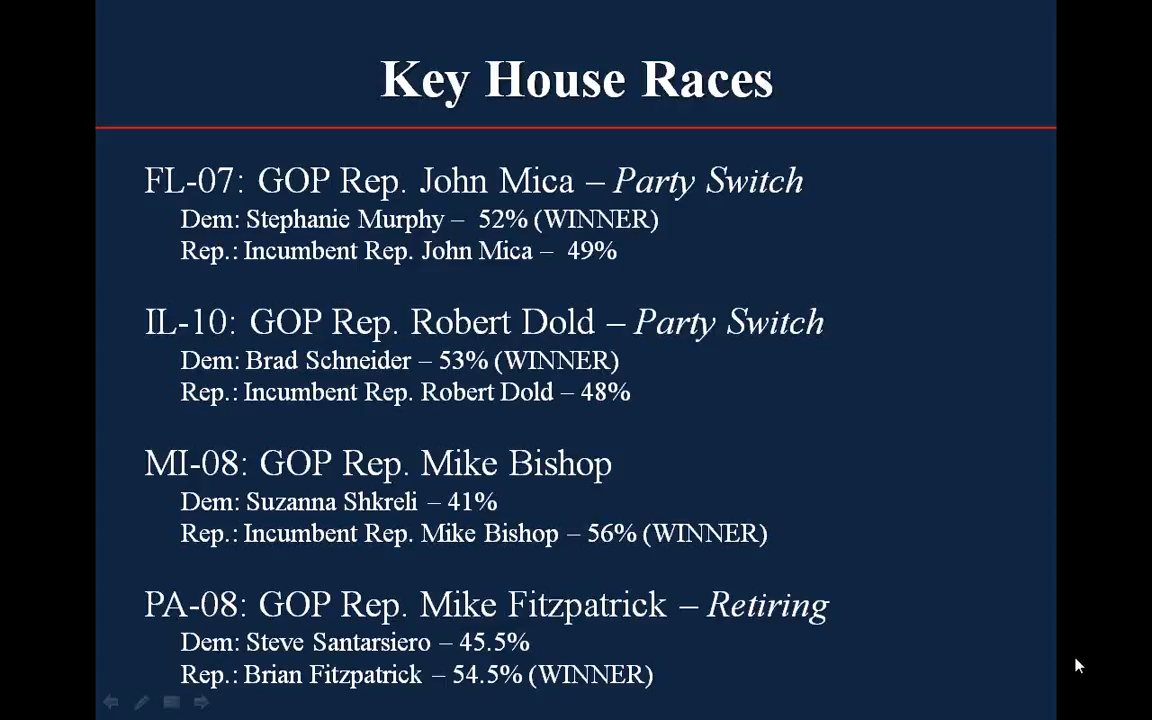 Key House Races
FL-07: GOP Rep. John Mica – Party Switch
Dem: Stephanie Murphy – 52% (WINNER)
Rep.: Incumbent Rep. John Mica – 49%
IL-10: GOP Rep. Robert Dold – Party Switch
Dem: Brad Schneider – 53% (WINNER)
Rep.: Incumbent Rep. Robert Dold – 48%
MI-08: GOP Rep. Mike Bishop
Dem: Suzanna Shkreli – 41%
Rep.: Incumbent Rep. Mike Bishop – 56% (WINNER)
PA-08: GOP Rep. Mike Fitzpatrick – Retiring
Dem: Steve Santarsiero – 45.5%
Rep.: Brian Fitzpatrick – 54.5% (WINNER)